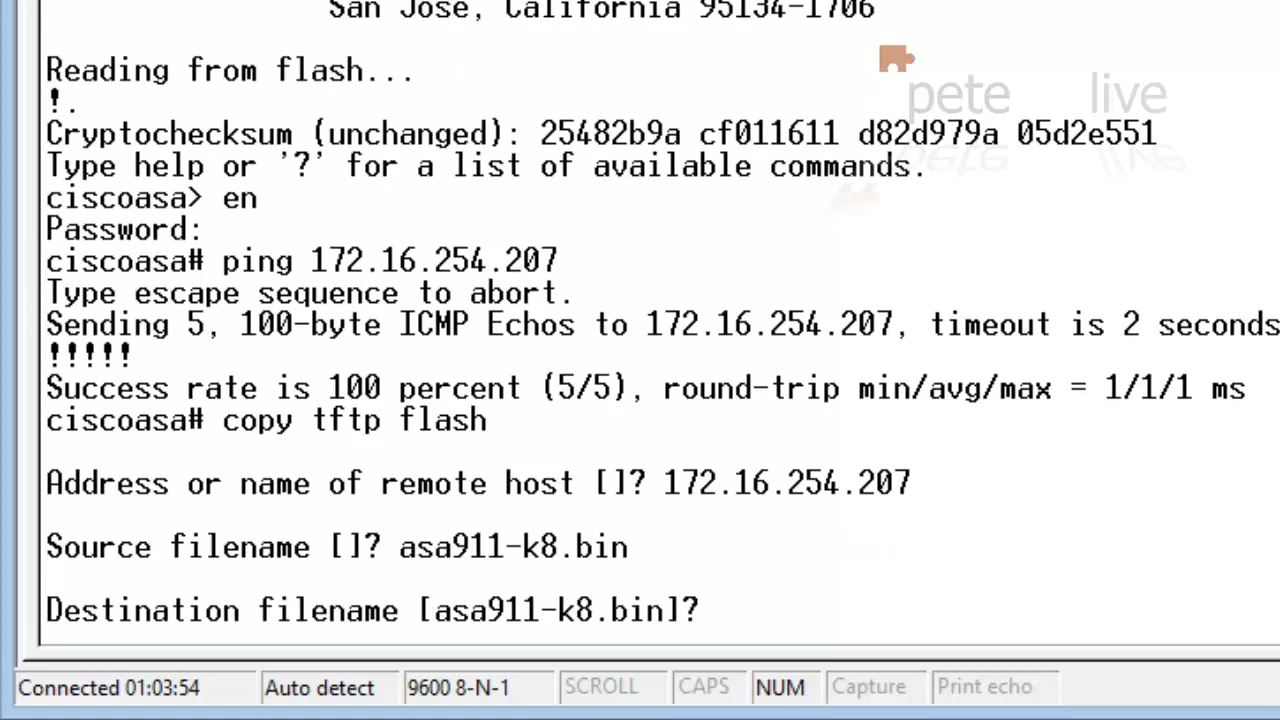 San Jose, California 95134-1706
Reading from flash...
!.
Cryptochecksum (unchanged): 25482b9a cf011611 d82d979a 05d2e551
Type help or '?' for a list of available commands.
ciscoasa> en
Password:
ciscoasa# ping 172.16.254.207
Type escape sequence to abort.
Sending 5, 100-byte ICMP Echos to 172.16.254.207, timeout is 2 seconds
!!!!!
Success rate is 100 percent (5/5), round-trip min/avg/max = 1/1/1 ms
ciscoasa# copy tftp flash
Address or name of remote host []? 172.16.254.207
Source filename []? asa911-k8.bin
Destination filename [asa911-k8.bin]?
Connected 01:03:54 Auto detect 9600 8-N-1 SCROLL CAPS NUM Capture Print echo
pete live